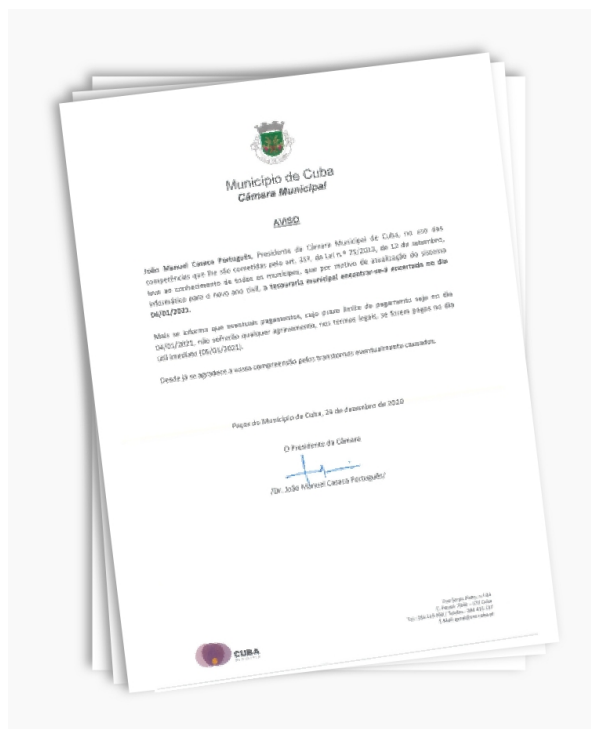 Município de Cuba
Câmara Municipal
AVISO
João Manuel Casaca Português, Presidente da Câmara Municipal de Cuba, no uso das
competências que lhe são cometidas pelo art. 35º, da Lei n.º 75/2013, de 12 de setembro,
leva ao conhecimento de todos os munícipes, que por motivo de atualização do sistema
informático para o novo ano civil, a tesouraria municipal encontrar-se-á encerrada no dia
04/01/2021.
Mais se informa que eventuais pagamentos, cujo prazo limite de pagamento seja no dia
04/01/2021, não sofrerão qualquer agravamento, nos termos legais, se forem pagos no dia
útil imediato (05/01/2021).
Desde já se agradece a vossa compreensão pelos transtornos eventualmente causados.
Paços do Município de Cuba, 24 de dezembro de 2020
O Presidente da Câmara
/Dr. João Manuel Casaca Português/
CUBA